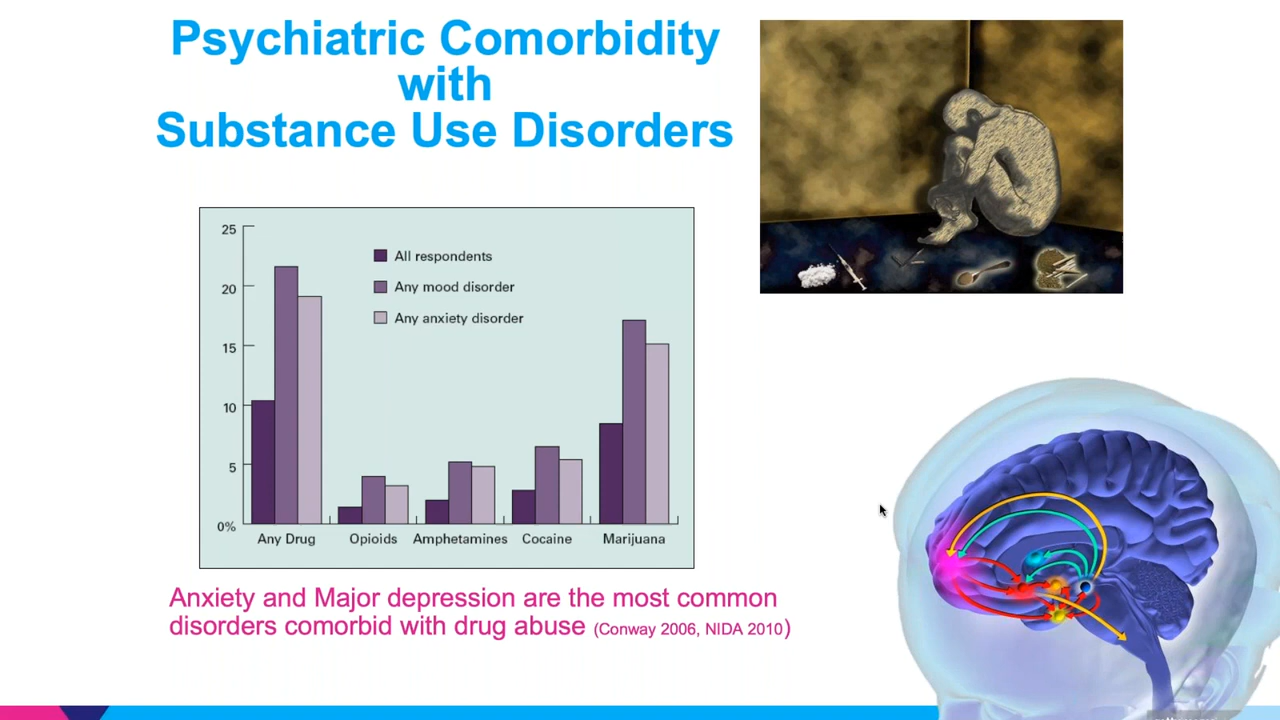 Psychiatric Comorbidity
with
Substance Use Disorders
25
20
15
10
5
0%
All respondents
Any mood disorder
Any anxiety disorder
Any Drug
Opioids
Amphetamines
Cocaine
Marijuana
Anxiety and Major depression are the most common
disorders comorbid with drug abuse (Conway 2006, NIDA 2010)